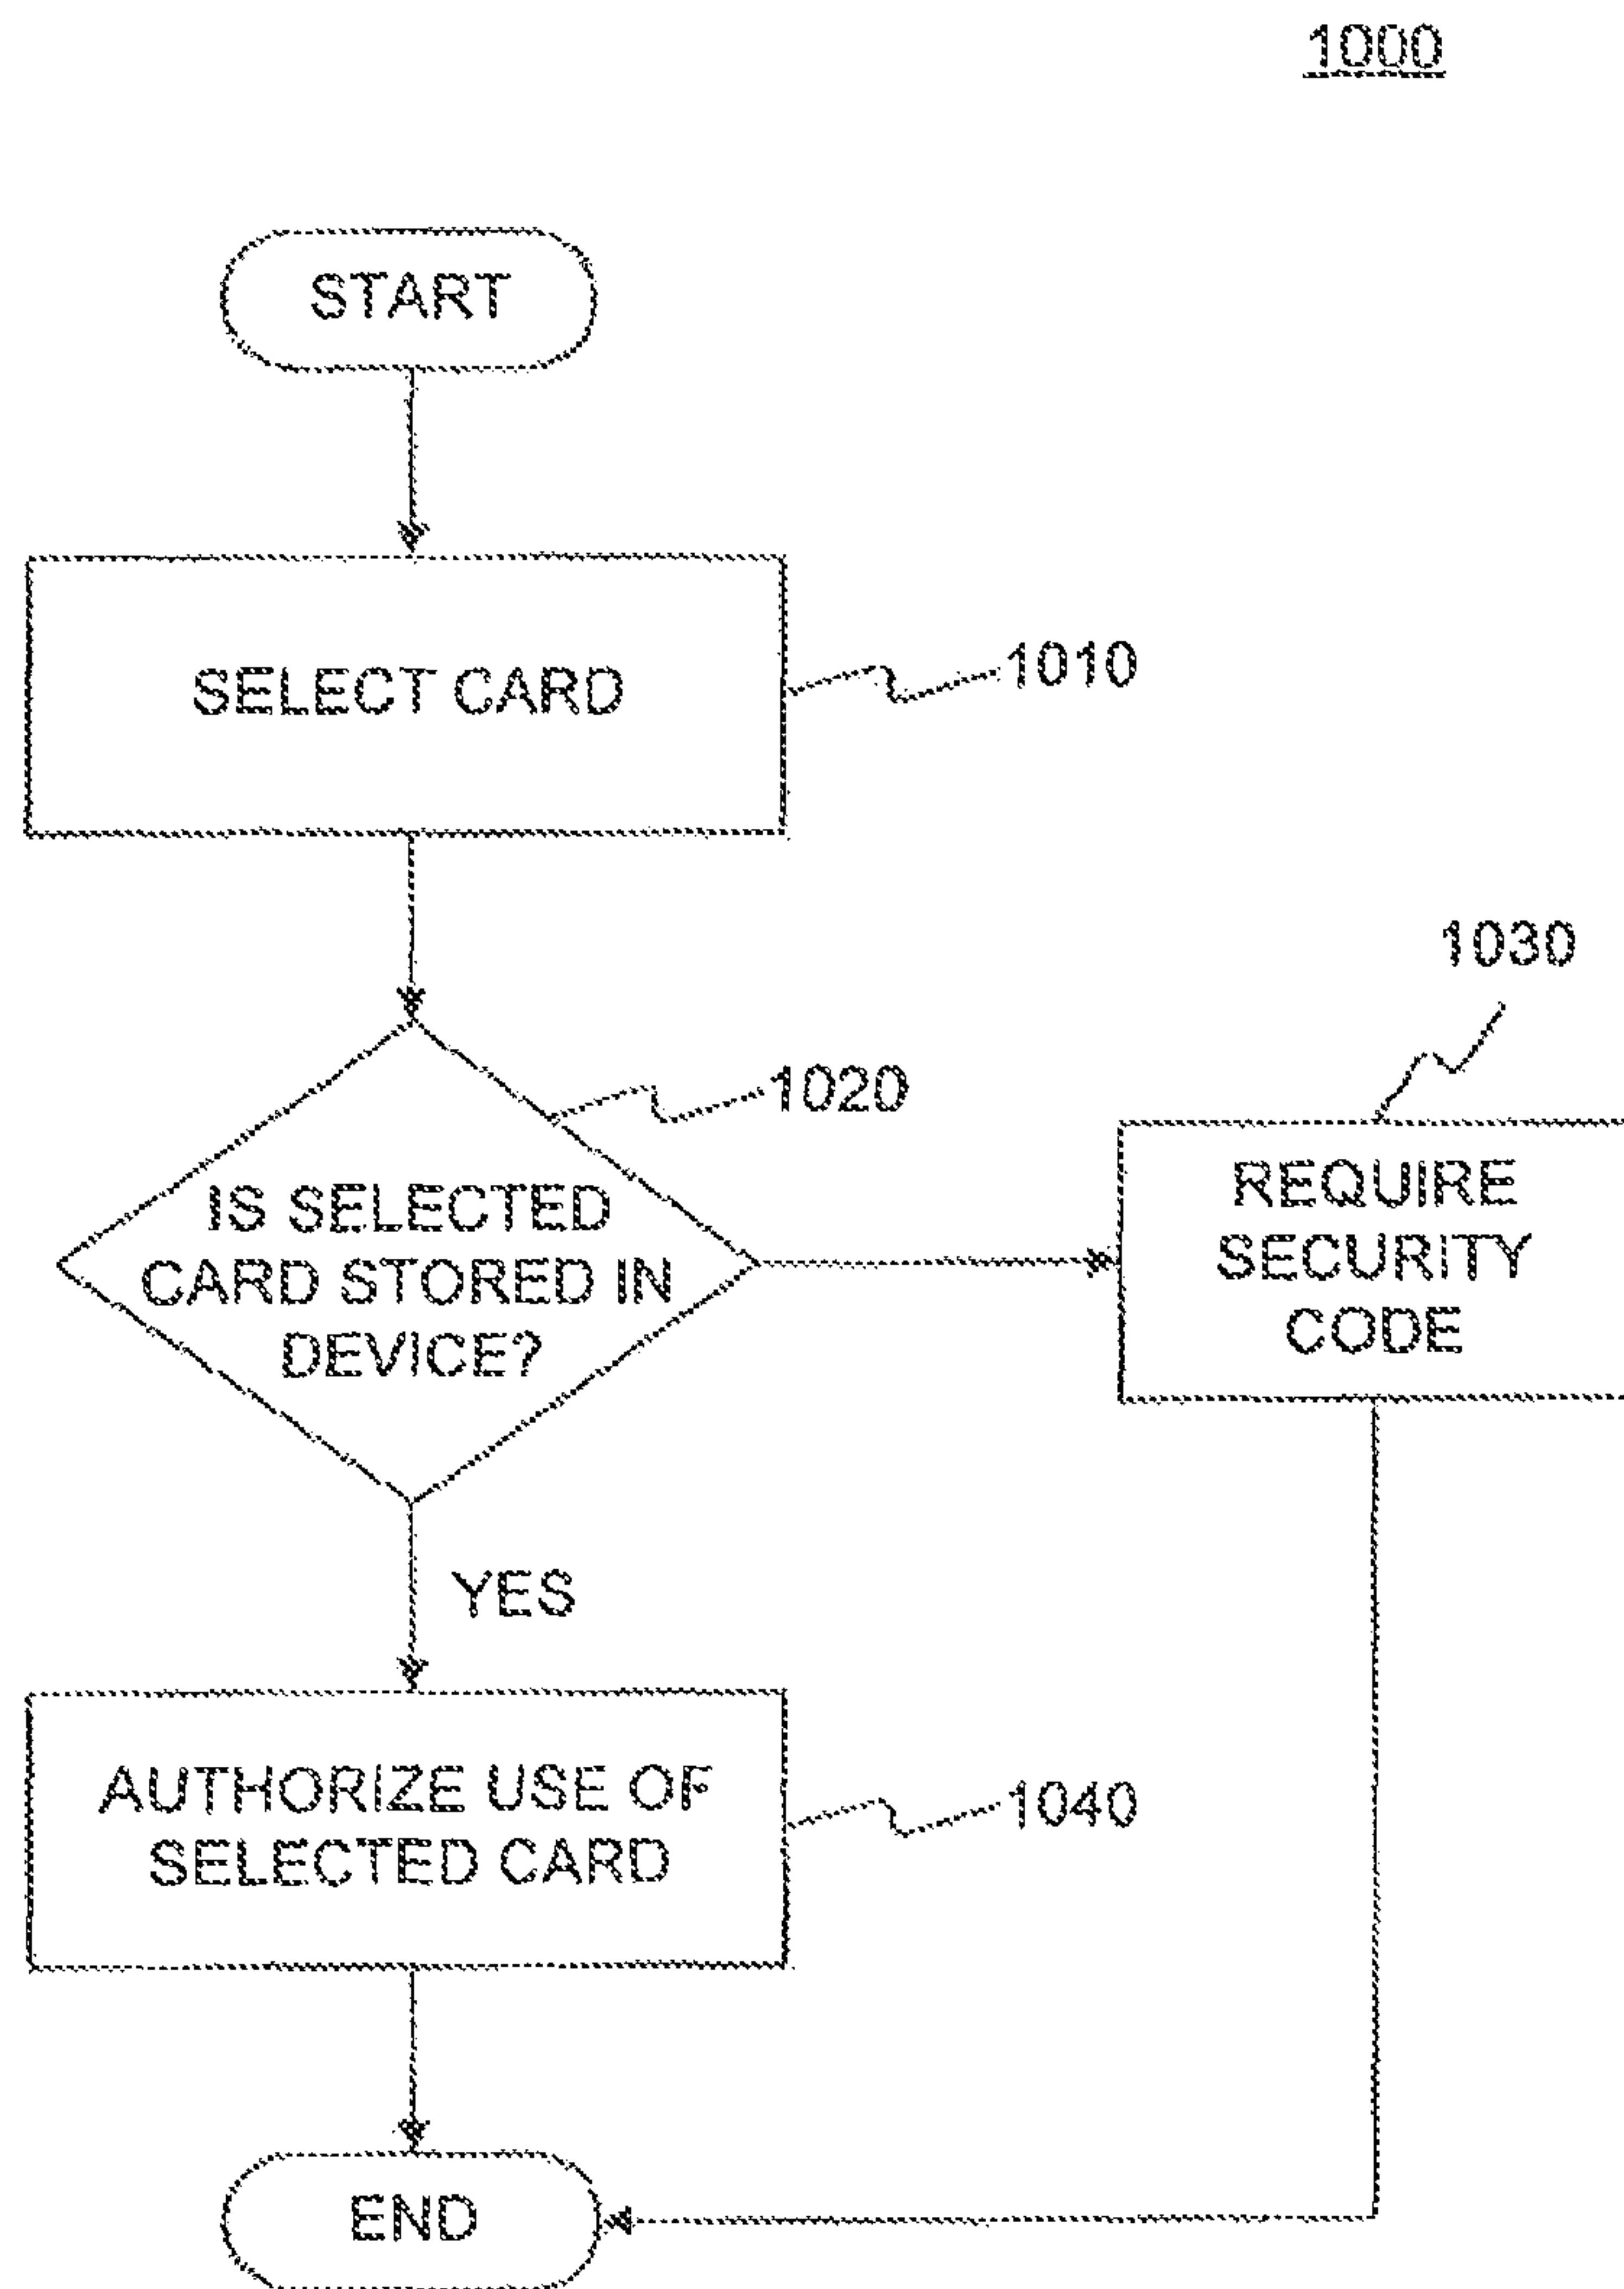 1000
START
SELECT CARD
1010
1030
1020
IS SELECTED
CARD STORED IN
DEVICE?
REQUIRE
SECURITY
CODE
YES
AUTHORIZE USE OF
SELECTED CARD
1040
END